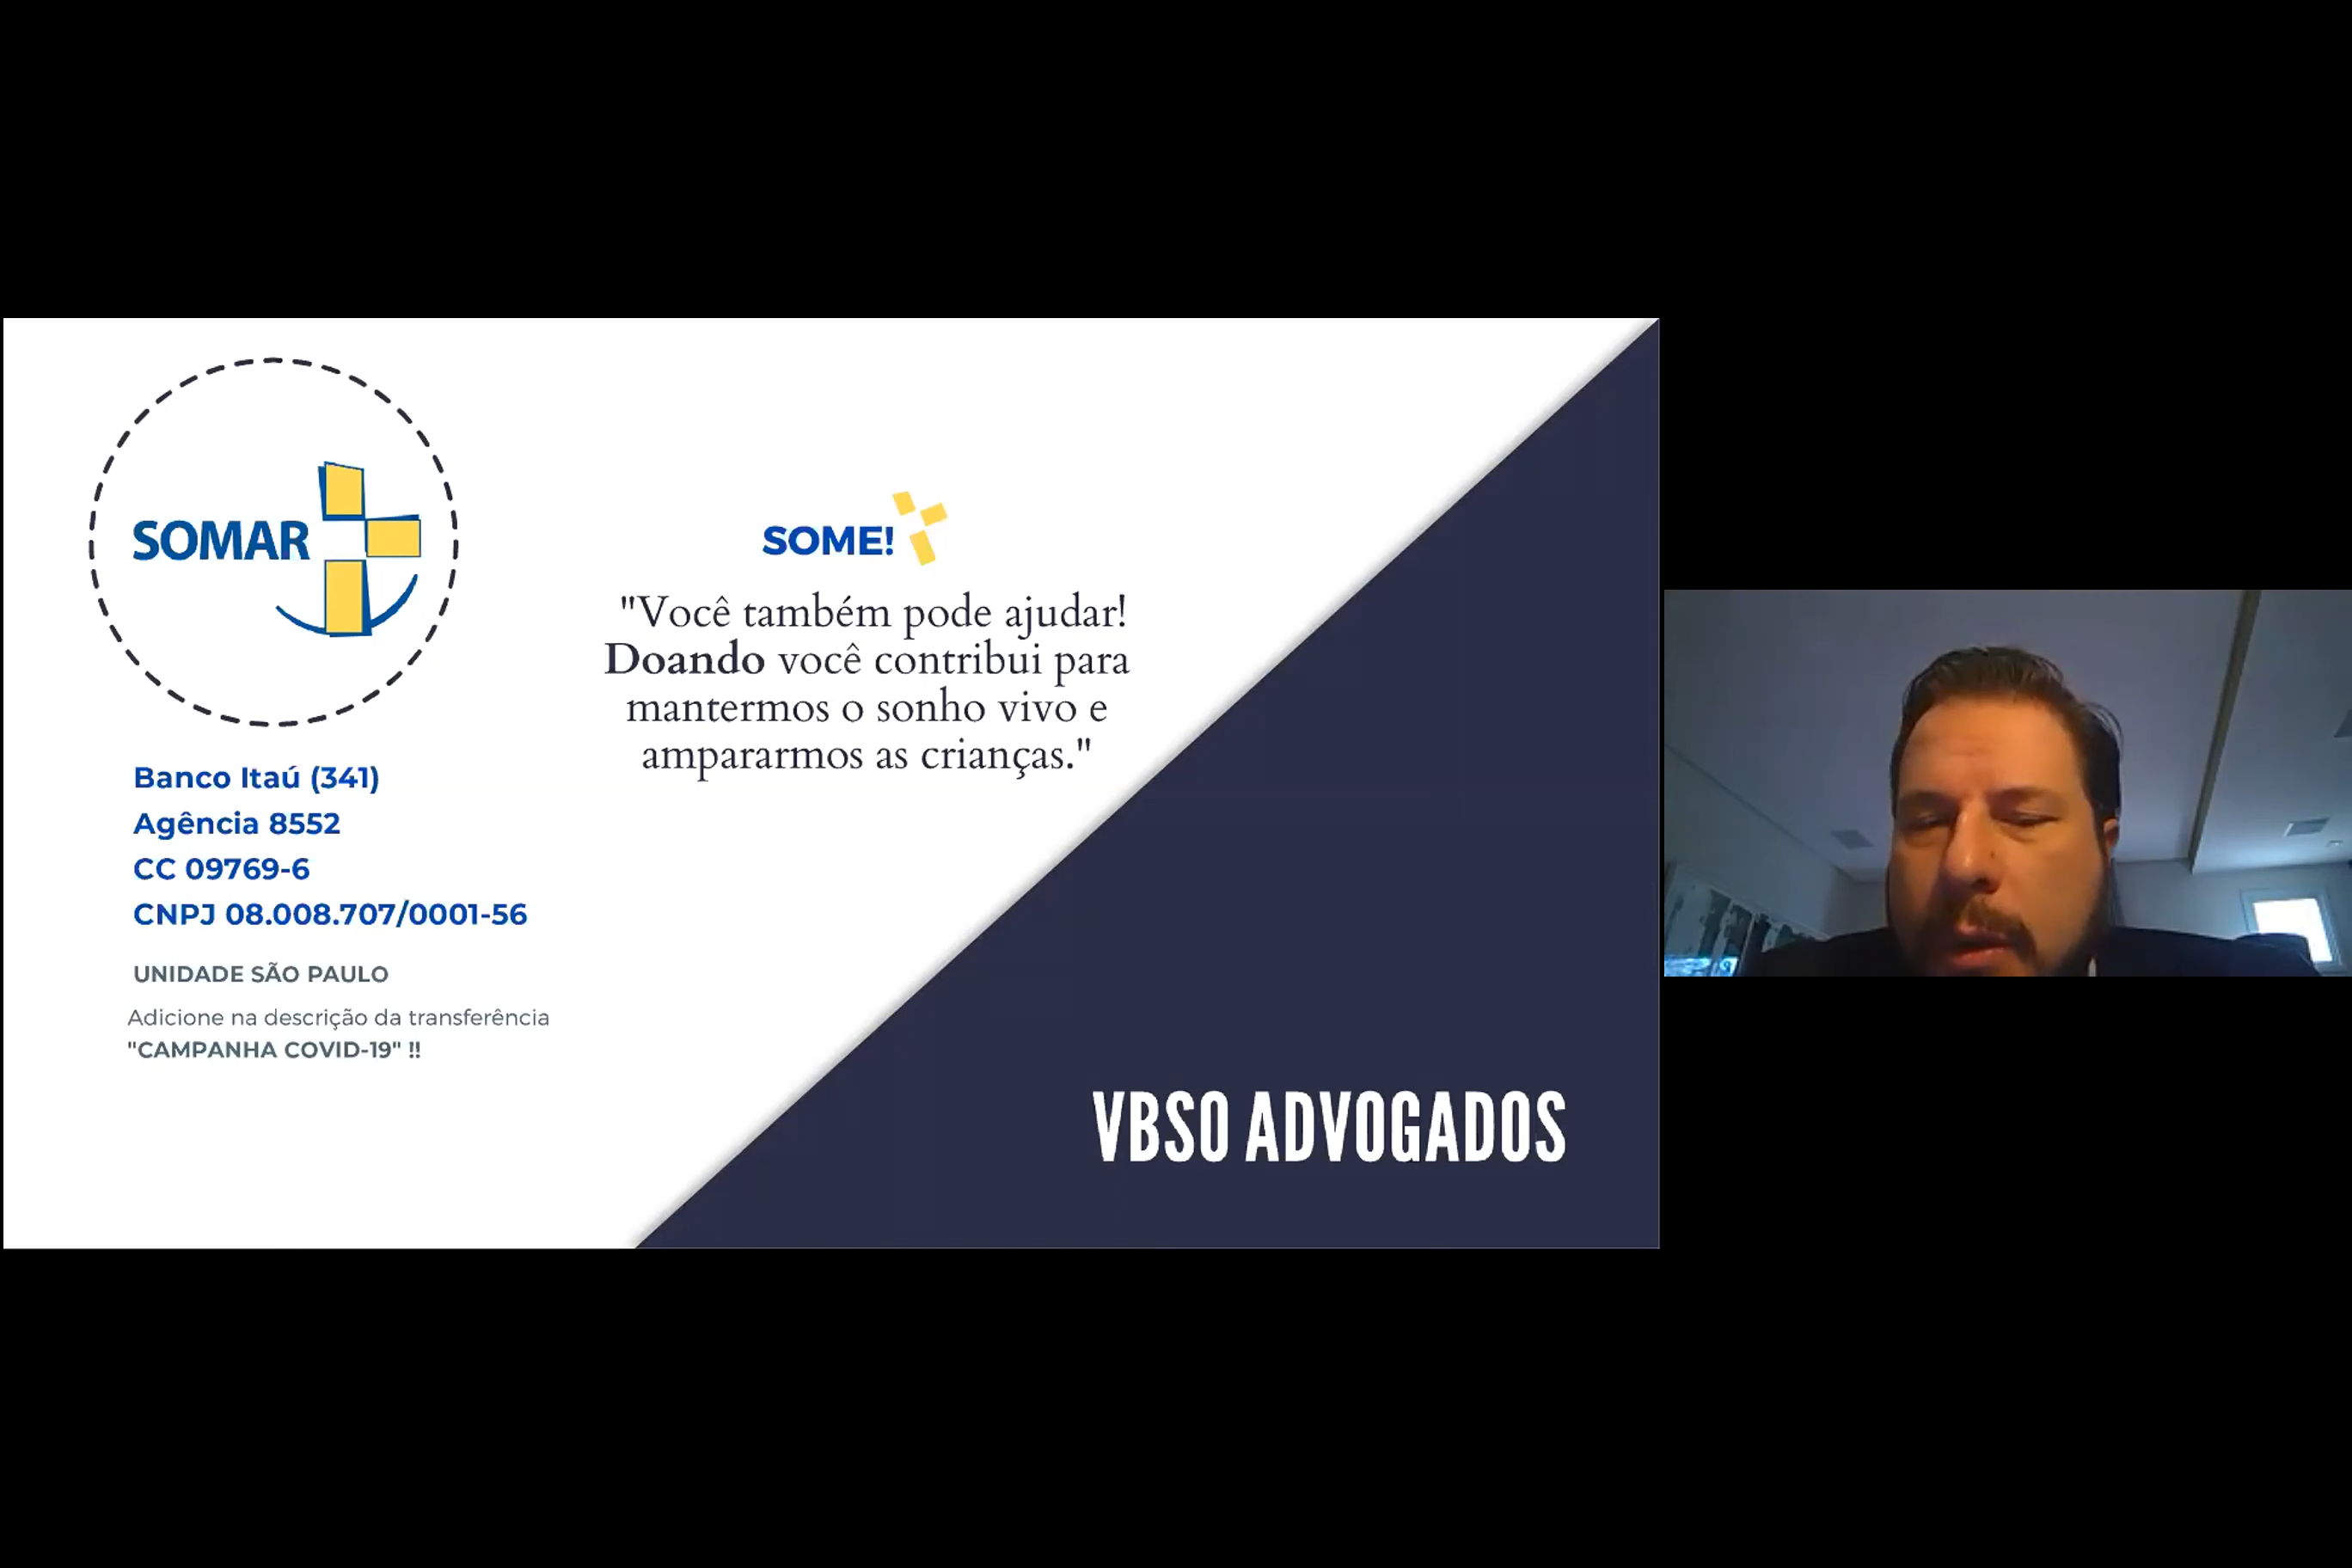 SOMAR
Banco Itaú (341)
Agência 8552
CC 09769-6
CNPJ 08.008.707/0001-56
UNIDADE SÃO PAULO
Adicione na descrição da transferência
"CAMPANHA COVID-19" !!
SOME!
"Você também pode ajudar!
Doando você contribui para
mantermos o sonho vivo e
ampararmos as crianças."
VBSO ADVOGADOS